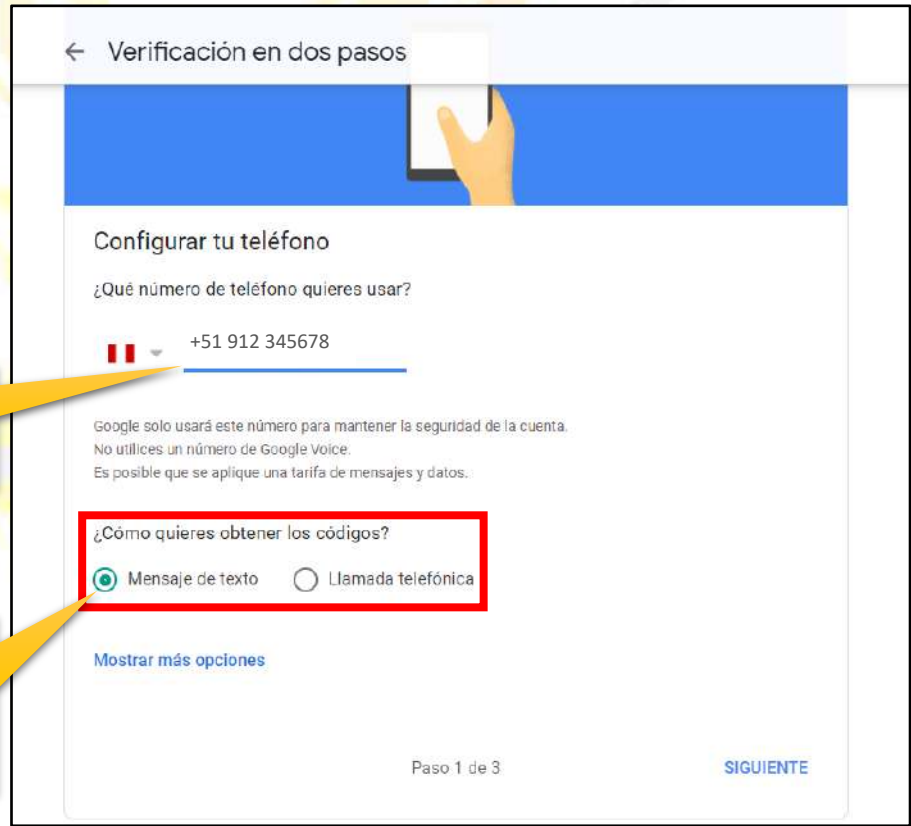 Verificación en dos pasos
Configurar tu teléfono
¿Qué número de teléfono quieres usar?
+51 912 345678
Google solo usará este número para mantener la seguridad de la cuenta.
No utilices un número de Google Voice.
Es posible que se aplique una tarifa de mensajes y datos.
¿Cómo quieres obtener los códigos?
Mensaje de texto Llamada telefónica
Mostrar más opciones
Paso 1 de 3 SIGUIENTE